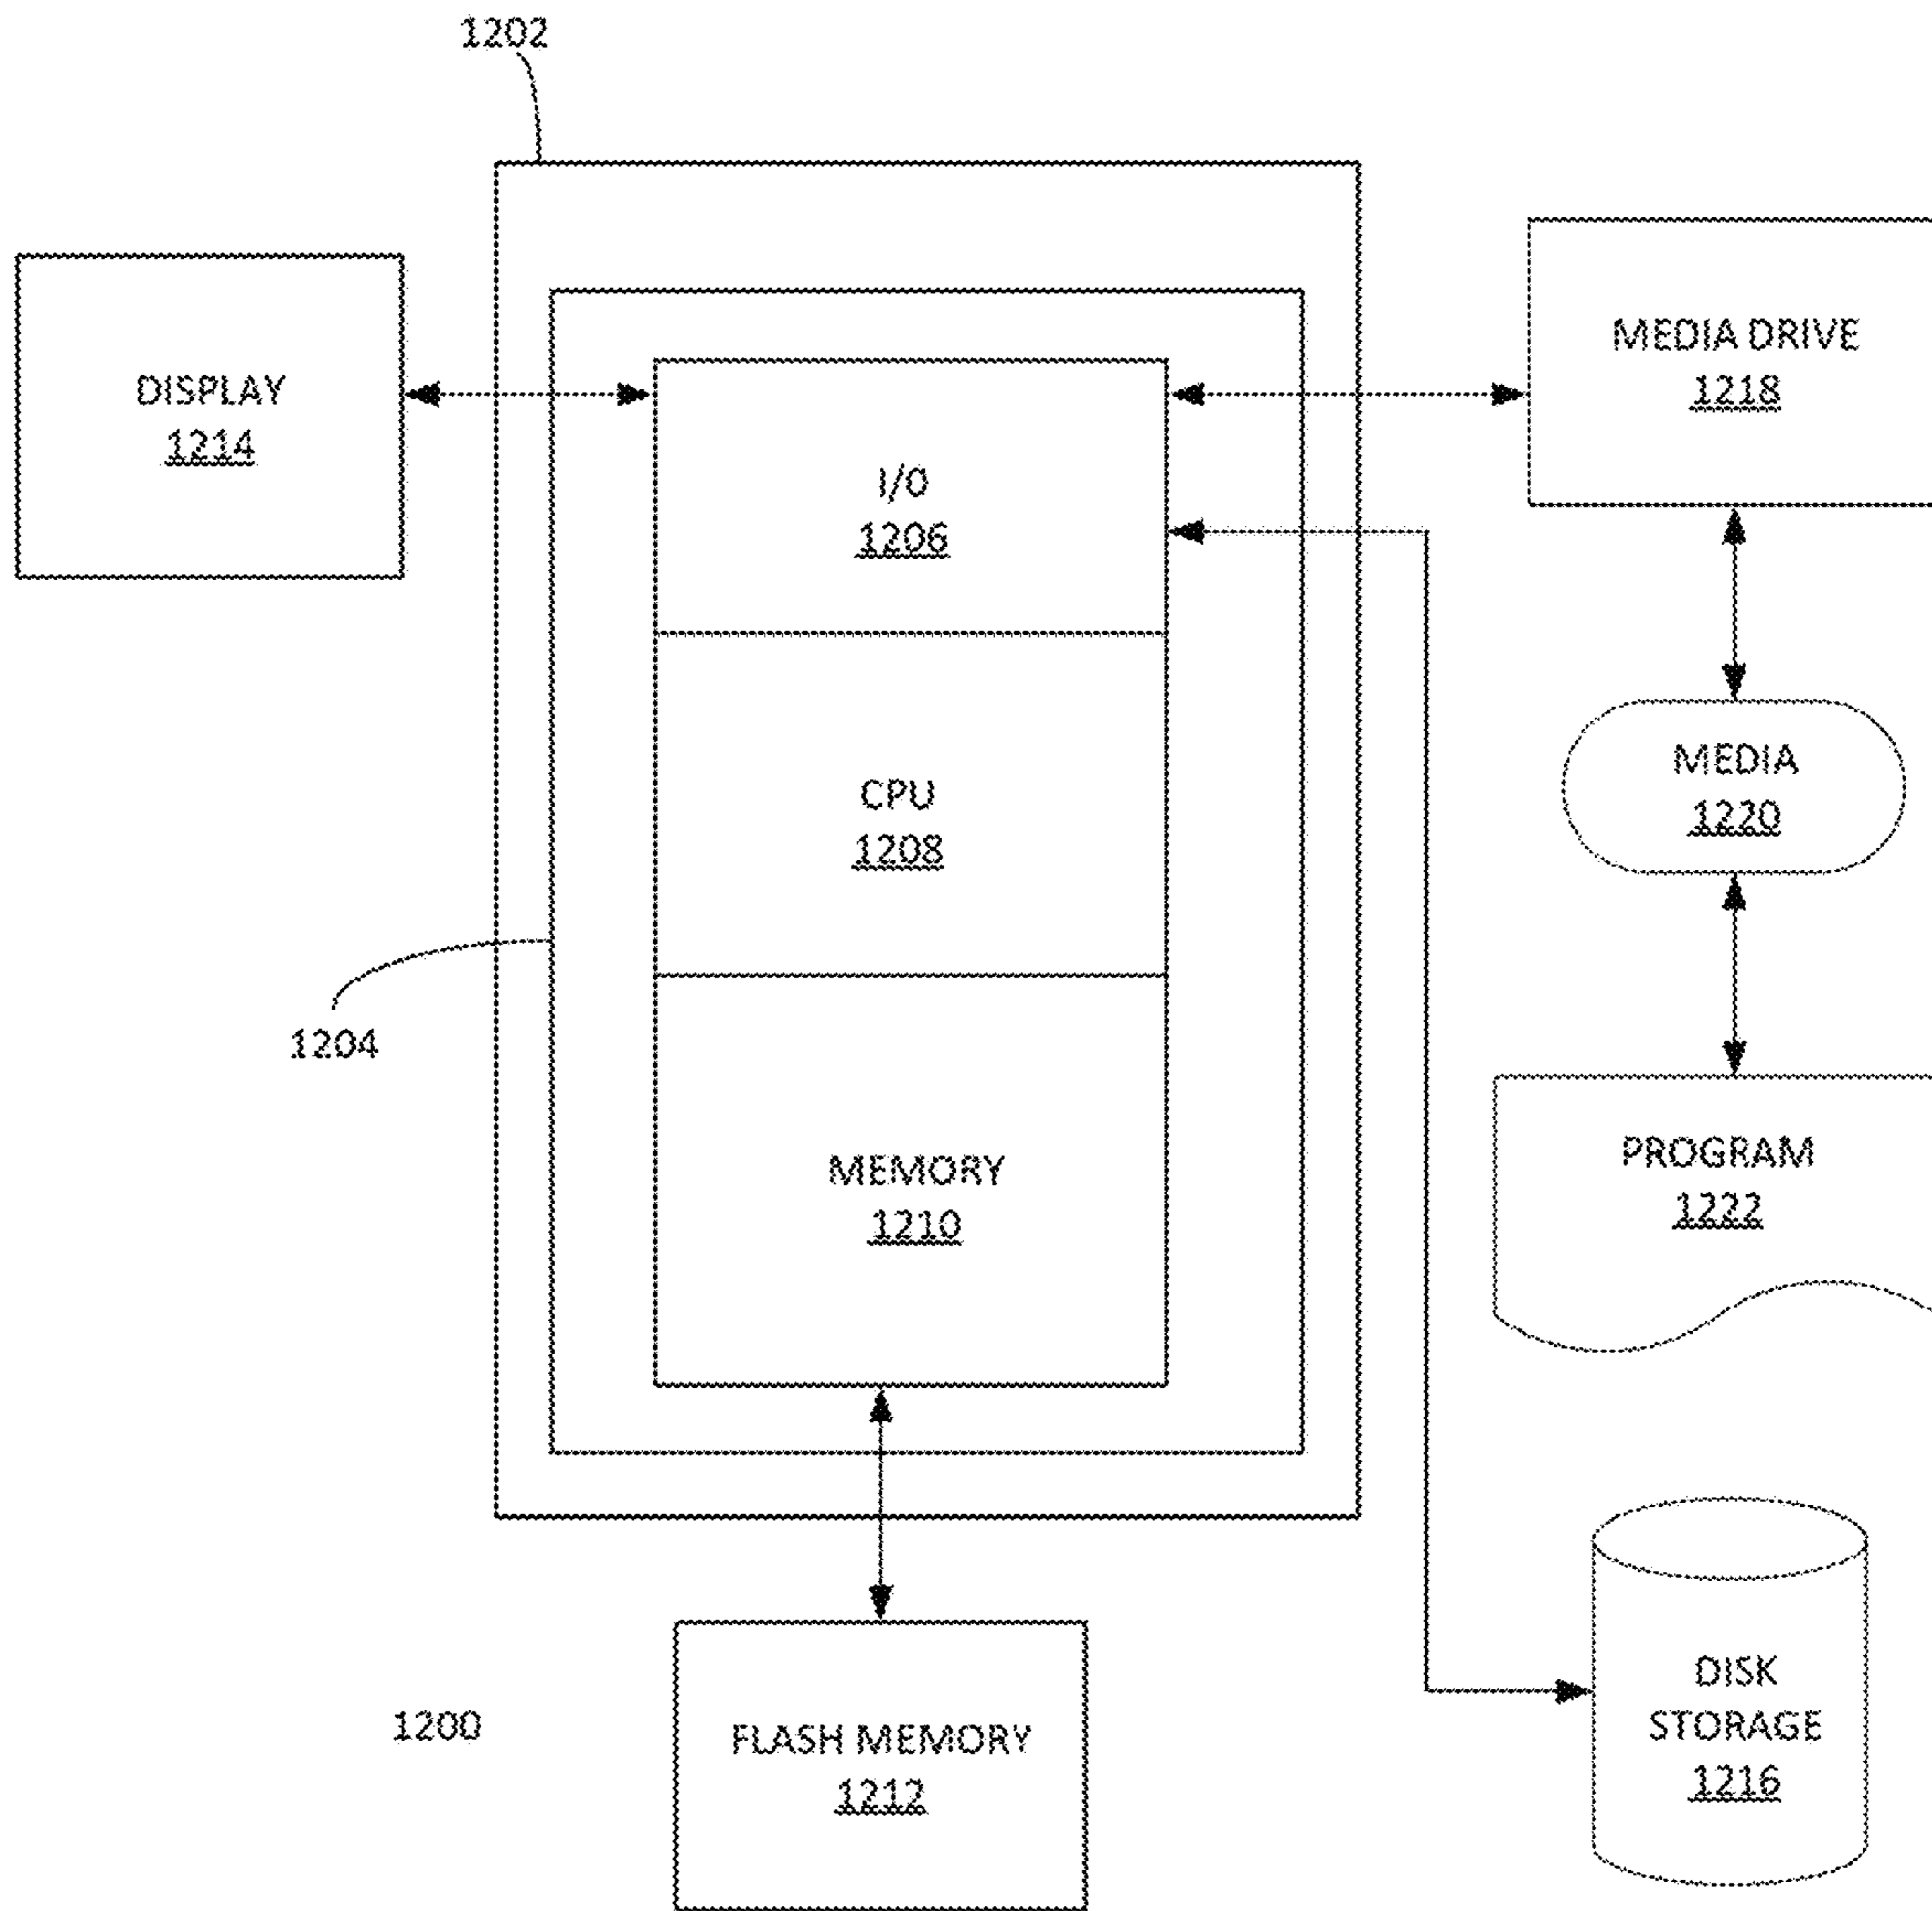 1202
DISPLAY
1214
I/O
1206
MEDIA DRIVE
1218
CPU
1208
MEDIA
1220
1204
MEMORY
1210
PROGRAM
1222
1200
FLASH MEMORY
1212
DISK
STORAGE
1216